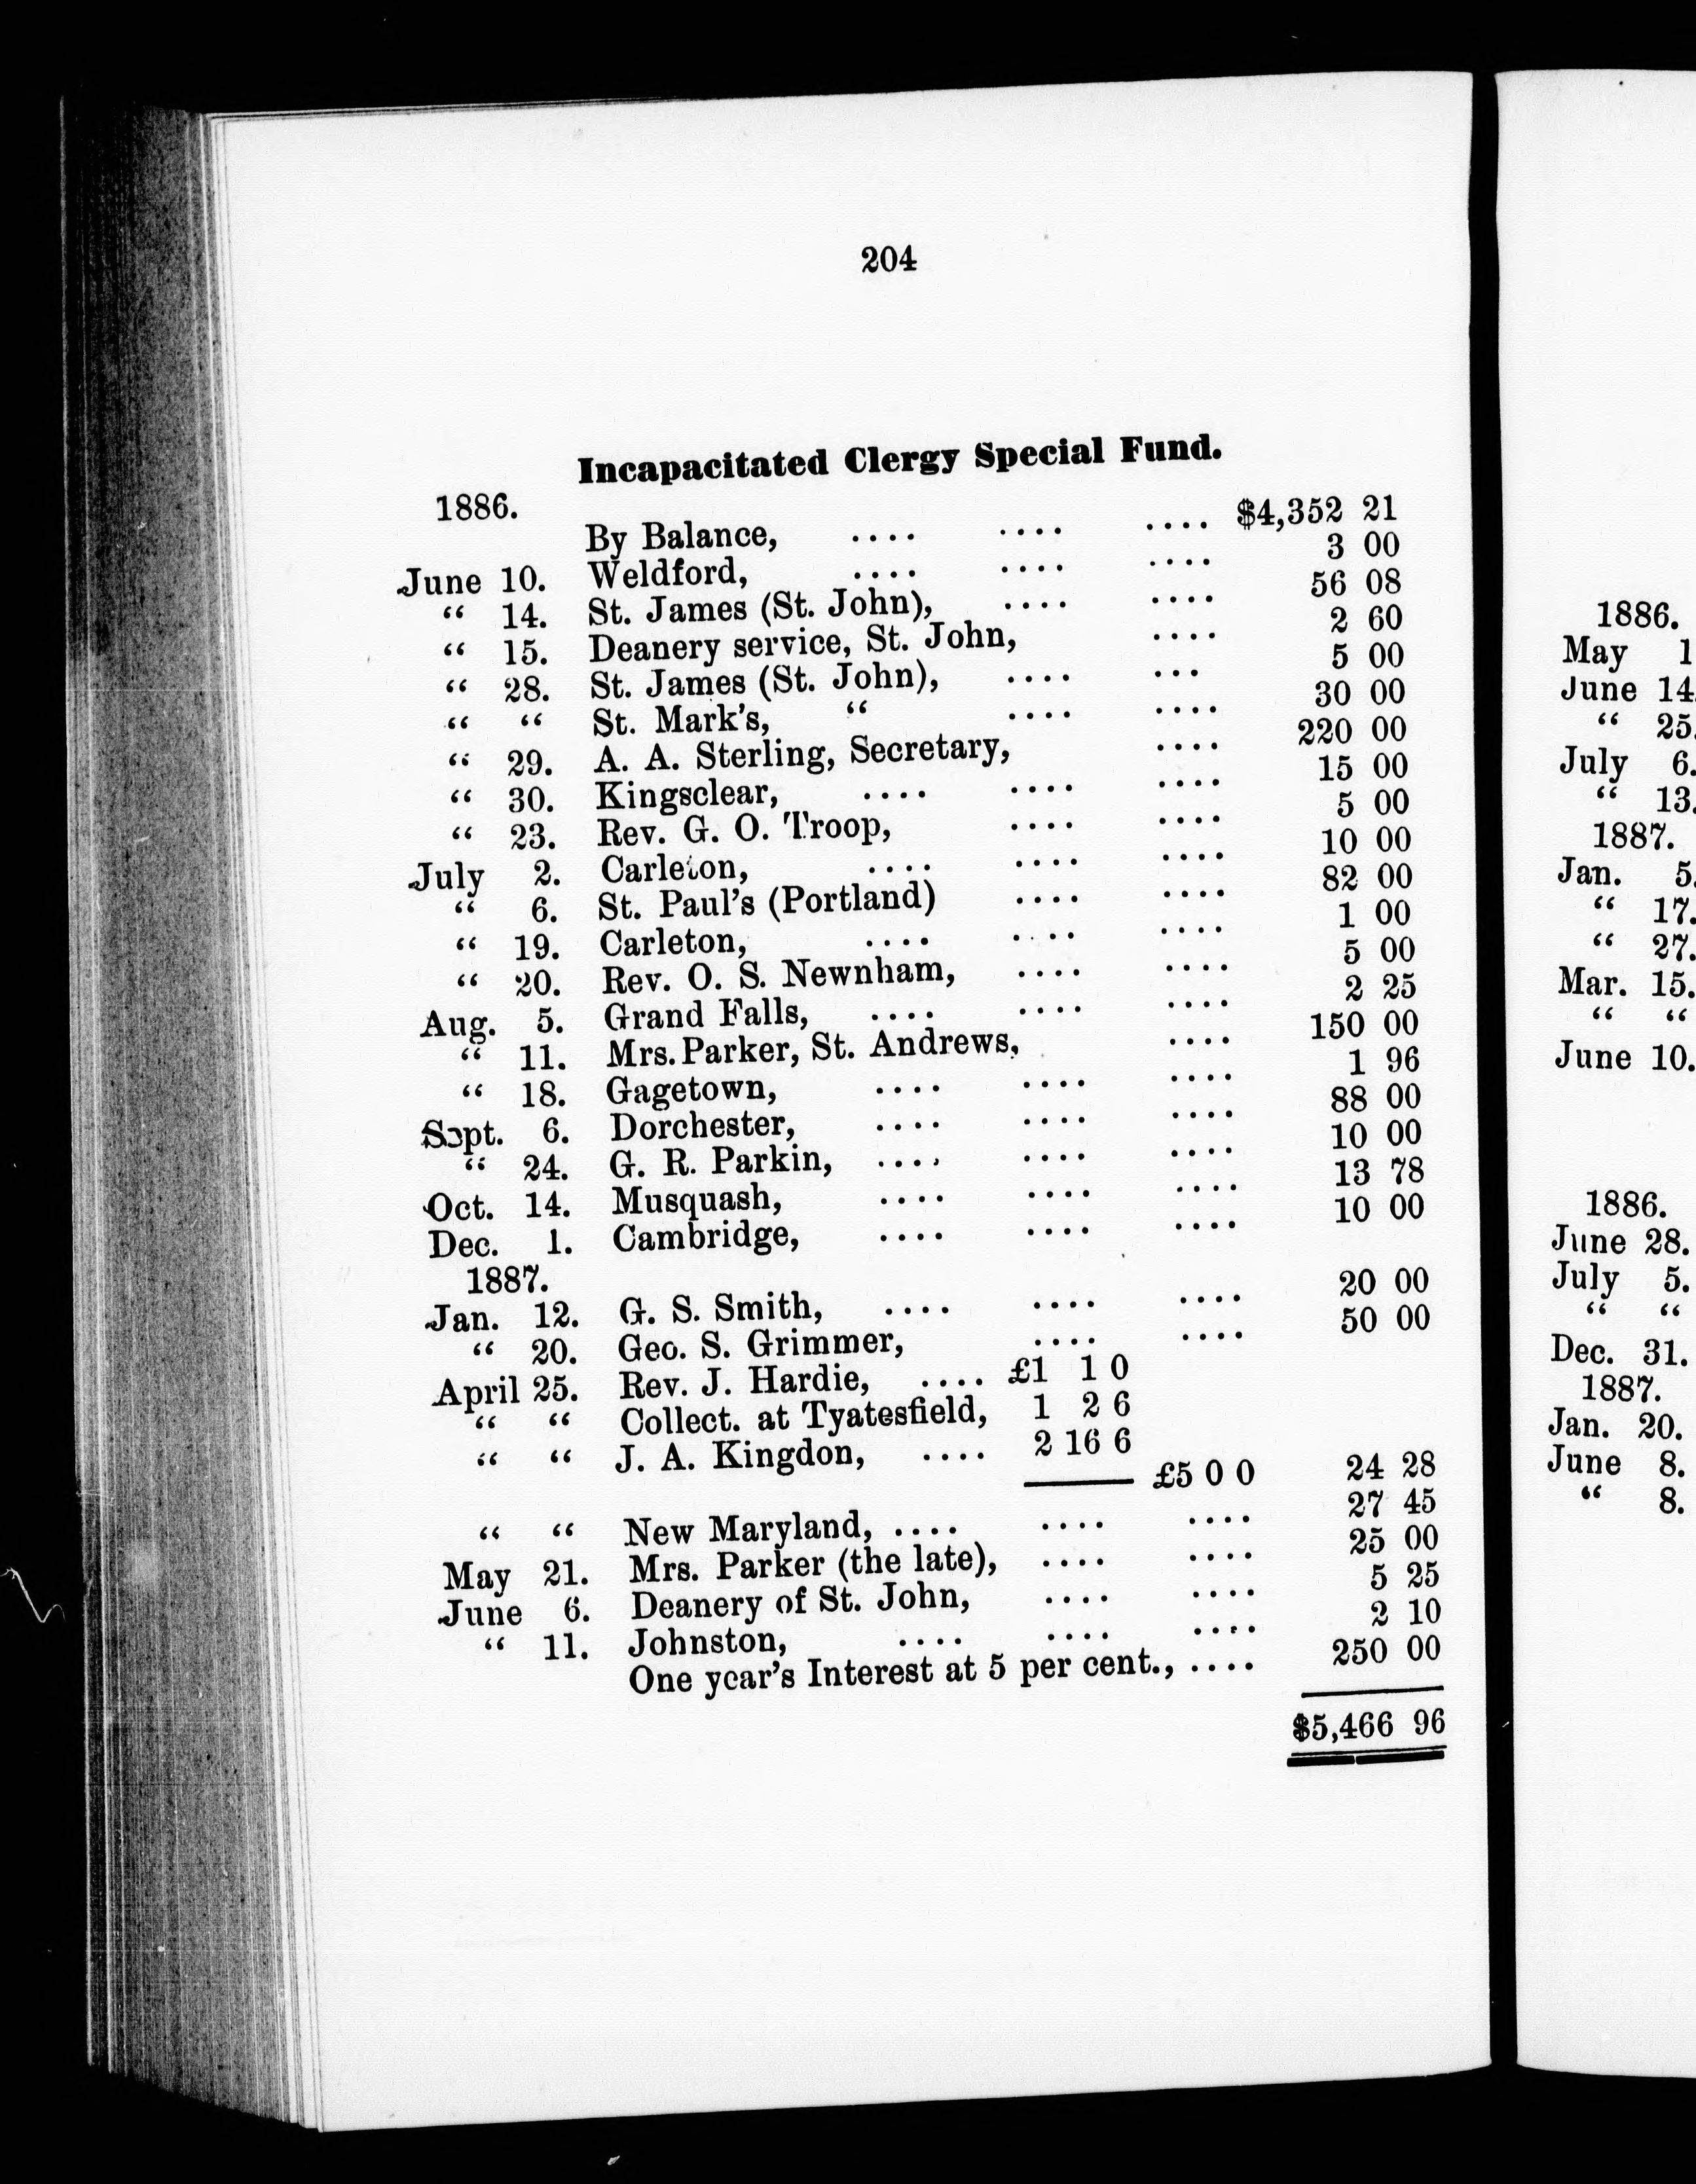 204
Incapacitated Clergy Special Fund.
1886.
By Balance, .... .... .... $4,352 21
June 10. Weldford, .... .... .... 3 00
“ 14. St. James (St. John), .... .... 56 08
“ 15. Deanery service, St. John, .... 2 60
“ 28. St. James (St. John), .... ... 5 00
“ “ St. Mark's, “ .... .... 30 00
“ 29. A. A. Sterling, Secretary, .... 220 00
“ 30. Kingsclear, .... .... .... 15 00
“ 23. Rev. G. O. Troop, .... .... 5 00
July 2. Carleton, .... .... .... 10 00
“ 6. St. Paul's (Portland) .... .... 82 00
“ 19. Carleton, .... .... .... 1 00
“ 20. Rev. O. S. Newnham, .... .... 5 00
Aug. 5. Grand Falls, .... .... .... 2 25
“ 11. Mrs. Parker, St. Andrews, .... 150 00
“ 18. Gagetown, .... .... .... 1 96
Sept. 6. Dorchester, .... .... .... 88 00
“ 24. G. R. Parkin, .... .... .... 10 00
Oct. 14. Musquash, .... .... .... 13 78
Dec. 1. Cambridge, .... .... .... 10 00
1887.
Jan. 12. G. S. Smith, .... .... .... 20 00
“ 20. Geo. S. Grimmer, .... .... 50 00
April 25. Rev. J. Hardie, .... £1 1 0
“ “ Collect. at Tyatesfield, 1 2 6
“ “ J. A. Kingdon, .... 2 16 6
£5 0 0 24 28
“ “ New Maryland, .... .... .... 27 45
May 21. Mrs. Parker (the late), .... .... 25 00
June 6. Deanery of St. John, .... .... 5 25
“ 11. Johnston, .... .... .... 2 10
One year's Interest at 5 per cent., .... 250 00
$5,466 96
1886.
May 1
June 14.
“ 25.
July 6.
“ 13.
1887.
Jan. 5.
“ 17.
“ 27.
Mar. 15.
“ “
June 10.
1886.
June 28.
July 5.
“ “
Dec. 31.
1887.
Jan. 20.
June 8.
“ 8.